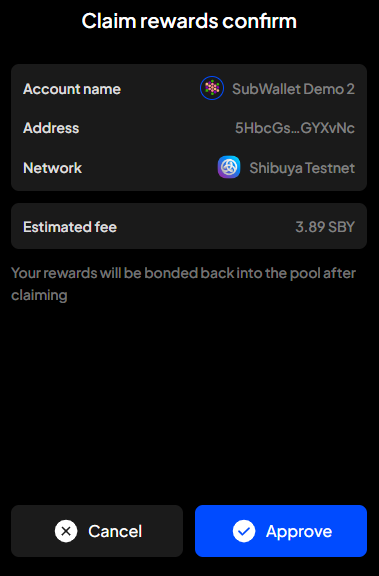 Claim rewards confirm
Account name SubWallet Demo 2
Address 5HbcGs...GYXvNc
Network Shibuya Testnet
Estimated fee 3.89 SBY
Your rewards will be bonded back into the pool after
claiming
Cancel Approve